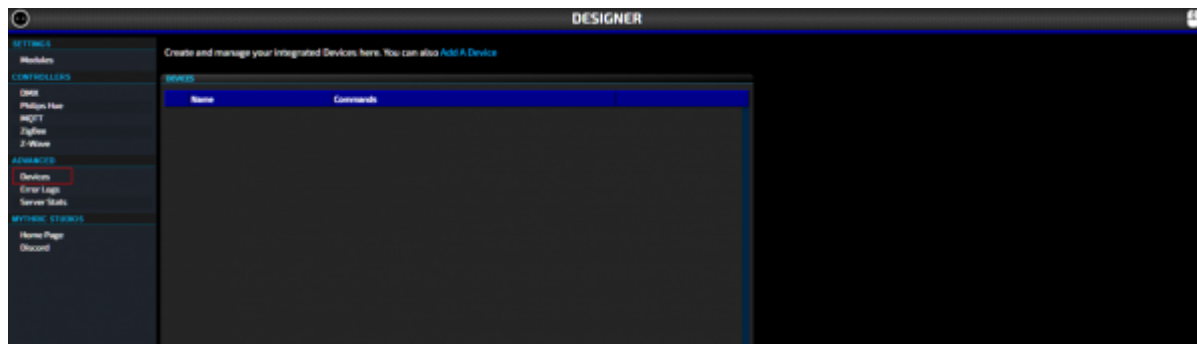 DESIGNER
SETTINGS
Modules
CONTROLLERS
DMX
Philips Hue
MQTT
ZigBee
Z-Wave
ADVANCED
Devices
Error Logs
Server Stats
MYTHRIC STUDIOS
Home Page
Discord
Create and manage your integrated Devices here. You can also Add A Device
DEVICES
Name Commands